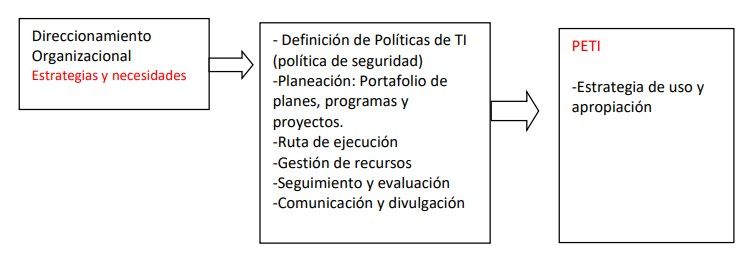 Direccionamiento
Organizacional
Estrategias y necesidades
- Definición de Políticas de TI
(política de seguridad)
-Planeación: Portafolio de
planes, programas y
proyectos.
-Ruta de ejecución
-Gestión de recursos
-Seguimiento y evaluación
-Comunicación y divulgación
PETI
-Estrategia de uso y
apropiación